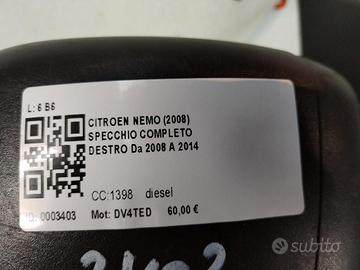 L: 6 B6
CITROEN NEMO (2008)
SPECCHIO COMPLETO
DESTRO Da 2008 A 2014
CC:1398 diesel
ID: 0003403 Mot: DV4TED 60,00 €
subito